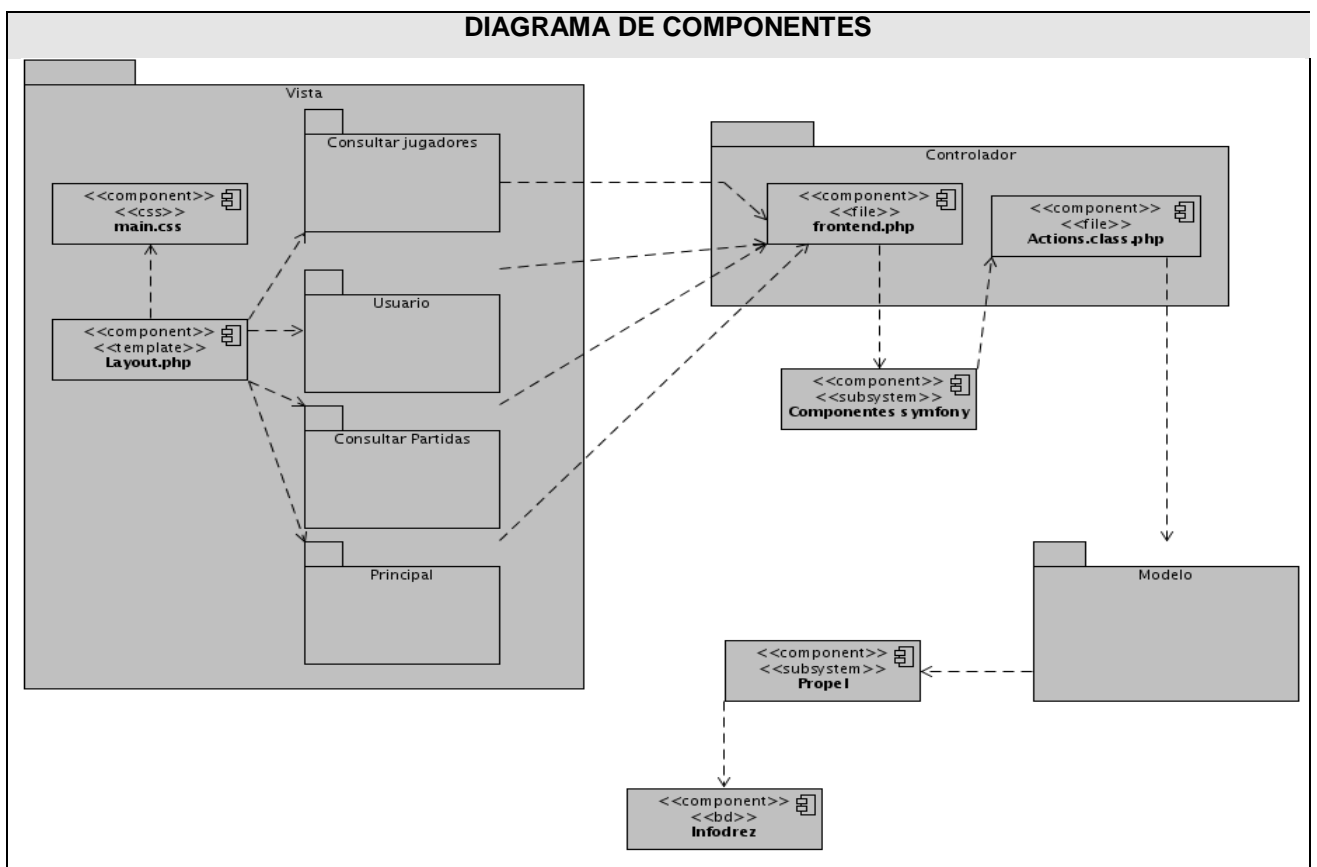 DIAGRAMA DE COMPONENTES
Vista
Consultar jugadores
<<component>>
<<css>>
main.css
Usuario
<<component>>
<<template>>
Layout.php
Consultar Partidas
Principal
Controlador
<<component>>
<<file>>
frontend.php
<<component>>
<<file>>
Actions.class.php
<<component>>
<<subsystem>>
Componentes symfony
Modelo
<<component>>
<<subsystem>>
Propel
<<component>>
<<bd>>
Infodrez